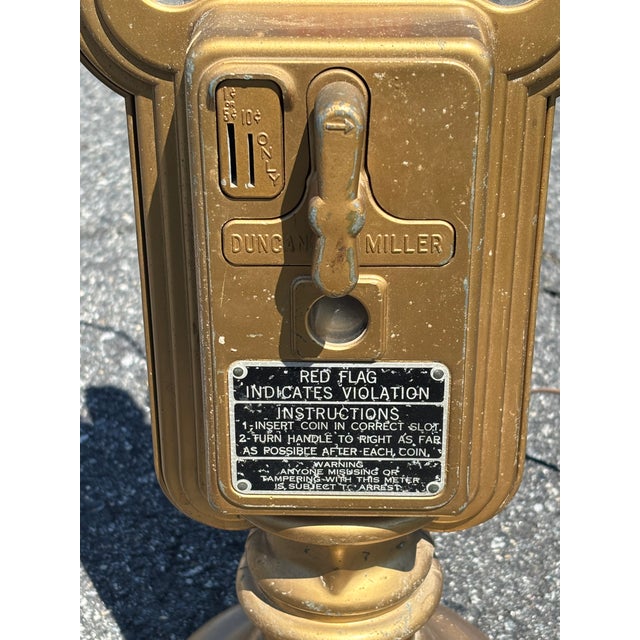 1¢
OR
5¢ 10¢
ONLY
DUNCAN MILLER
RED FLAG
INDICATES VIOLATION
INSTRUCTIONS
1-INSERT COIN IN CORRECT SLOT.
2-TURN HANDLE TO RIGHT AS FAR
AS POSSIBLE AFTER EACH COIN.
WARNING
ANYONE MISUSING OR
TAMPERING WITH THIS METER
IS SUBJECT TO ARREST